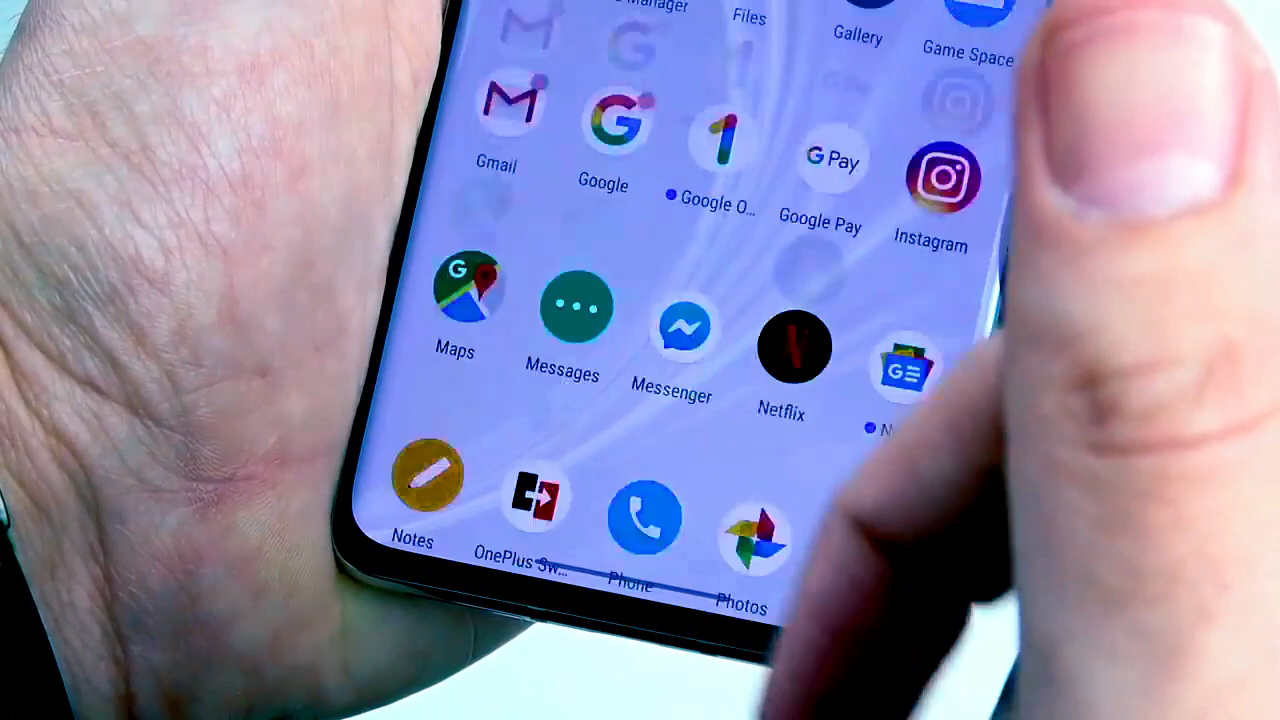 Manager
Files
Gallery
Game Space
Gmail
Google
Google O...
G Pay
Google Pay
Instagram
Maps
Messages
Messenger
Netflix
N
Notes
OnePlus Sw...
Phone
Photos